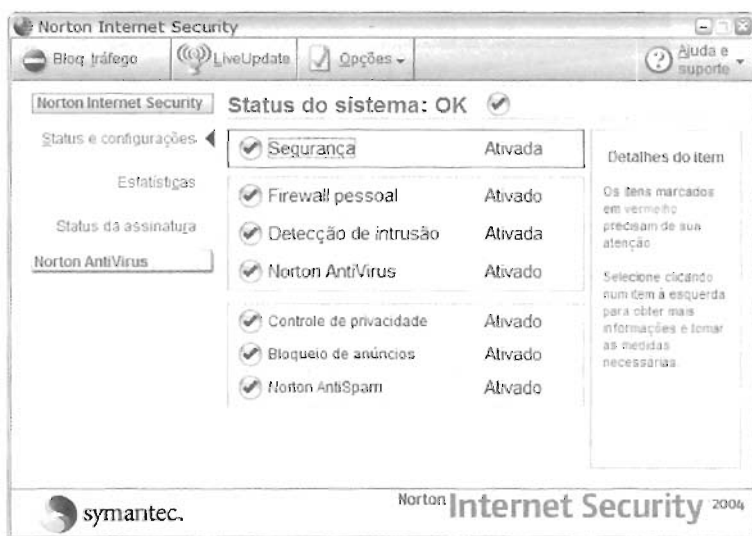 Norton Internet Security
Bloq tráfego
LiveUpdate
Opções
Ajuda e suporte
Norton Internet Security
Status e configurações
Estatísticas
Status da assinatura
Norton AntiVirus
Status do sistema: OK
Segurança Ativada
Firewall pessoal Ativado
Detecção de intrusão Ativada
Norton AntiVirus Ativado
Controle de privacidade Ativado
Bloqueio de anúncios Ativado
Norton AntiSpam Ativado
Detalhes do item
Os itens marcados
em vermelho
precisam de sua
atenção
Selecione clicando
num item à esquerda
para obter mais
informações e tomar
as medidas
necessárias.
symantec.
Norton Internet Security 2004